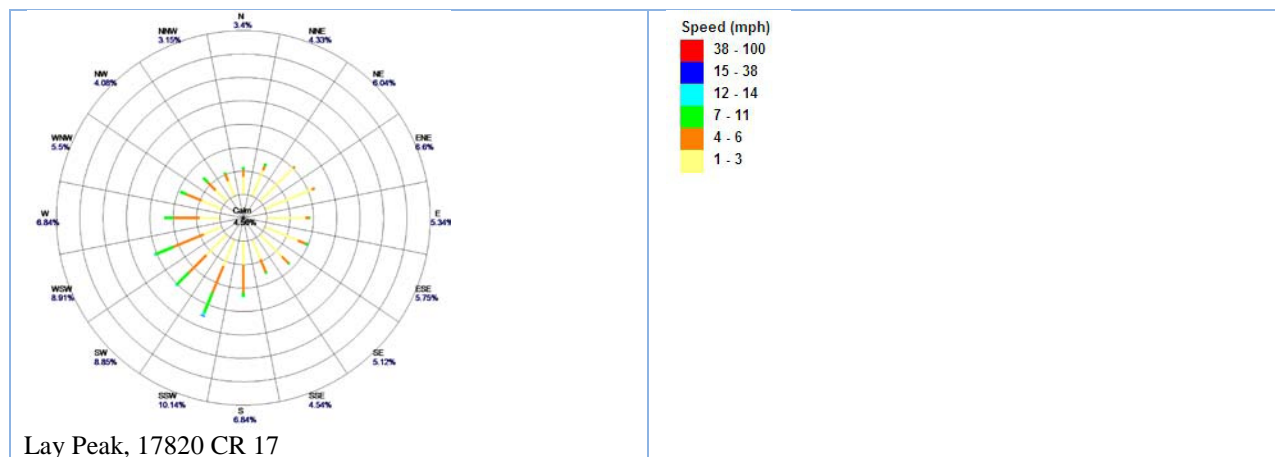 N
3.4%
NNW
3.15%
NNE
4.33%
NW
4.08%
NE
6.04%
WNW
5.5%
ENE
6.6%
W
6.84%
Calm
4.56%
E
5.34%
WSW
8.91%
ESE
5.75%
SW
8.85%
SE
5.12%
SSW
10.14%
SSE
4.54%
S
6.84%
Lay Peak, 17820 CR 17
Speed (mph)
38 - 100
15 - 38
12 - 14
7 - 11
4 - 6
1 - 3